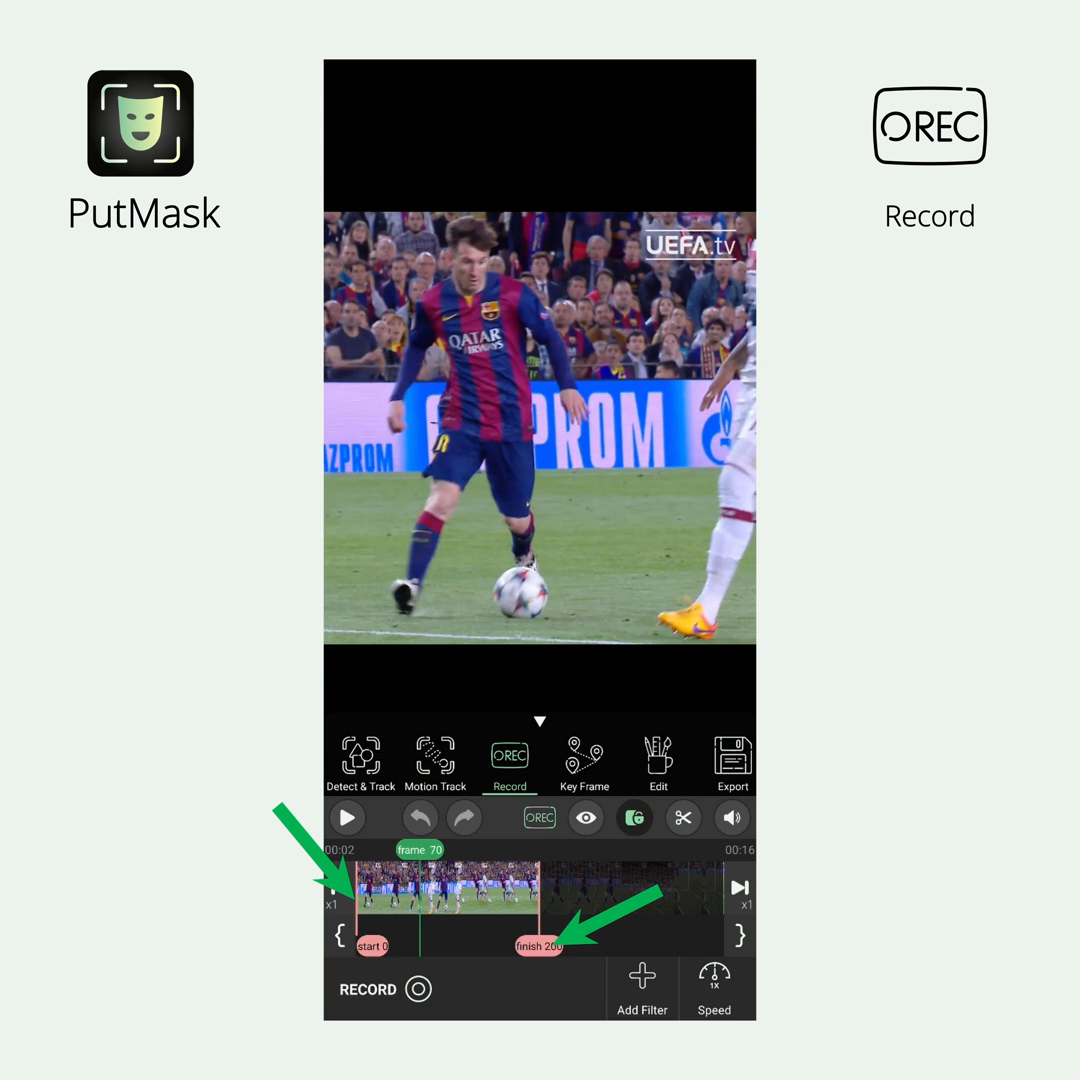 PutMask
OREC
Record
UEFA.tv
QATAR
AIRWAYS
AZPROM
G
ZPROM
Detect & Track
Motion Track
OREC
Record
Key Frame
Edit
Export
OREC
00:02
frame 70
00:16
x1
x1
{
}
start 0
finish 200
RECORD
1X
Add Filter
Speed